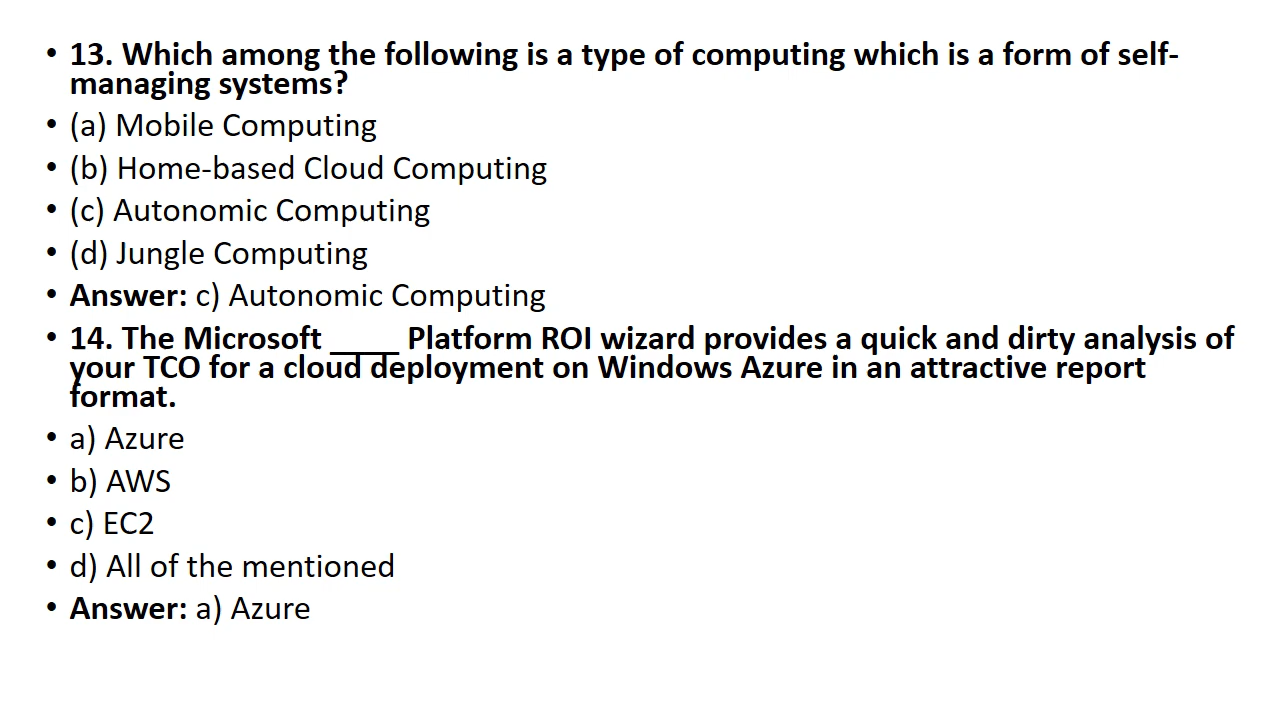 • 13. Which among the following is a type of computing which is a form of self-
managing systems?
• (a) Mobile Computing
• (b) Home-based Cloud Computing
• (c) Autonomic Computing
• (d) Jungle Computing
• Answer: c) Autonomic Computing
• 14. The Microsoft ____ Platform ROI wizard provides a quick and dirty analysis of
your TCO for a cloud deployment on Windows Azure in an attractive report
format.
• a) Azure
• b) AWS
• c) EC2
• d) All of the mentioned
• Answer: a) Azure